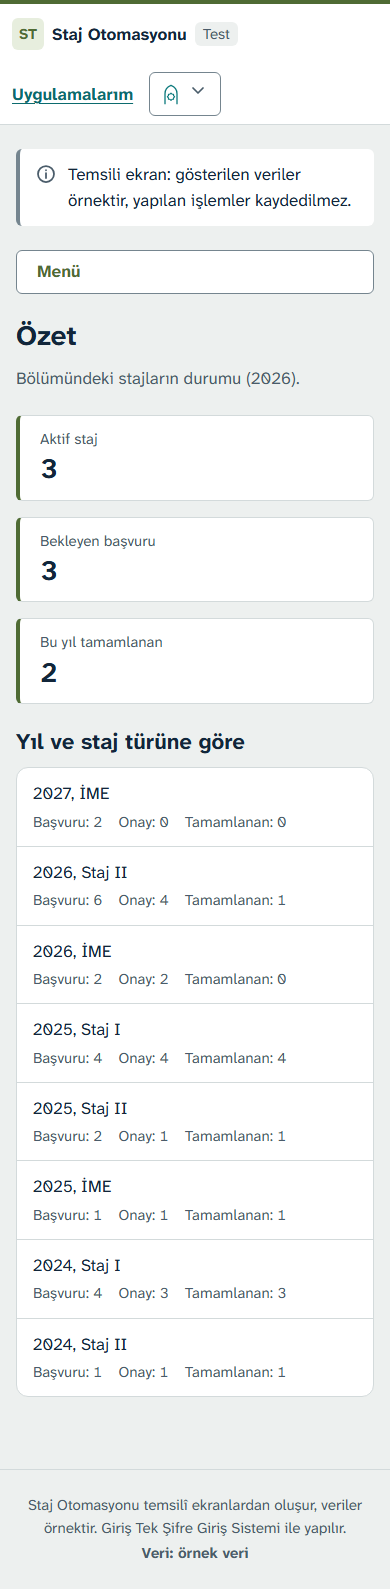 ST Staj Otomasyonu Test
Uygulamalarım
Temsili ekran: gösterilen veriler
örnektir, yapılan işlemler kaydedilmez.
Menü
Özet
Bölümündeki stajların durumu (2026).
Aktif staj
3
Bekleyen başvuru
3
Bu yıl tamamlanan
2
Yıl ve staj türüne göre
2027, İME
Başvuru: 2 Onay: 0 Tamamlanan: 0
2026, Staj II
Başvuru: 6 Onay: 4 Tamamlanan: 1
2026, İME
Başvuru: 2 Onay: 2 Tamamlanan: 0
2025, Staj I
Başvuru: 4 Onay: 4 Tamamlanan: 4
2025, Staj II
Başvuru: 2 Onay: 1 Tamamlanan: 1
2025, İME
Başvuru: 1 Onay: 1 Tamamlanan: 1
2024, Staj I
Başvuru: 4 Onay: 3 Tamamlanan: 3
2024, Staj II
Başvuru: 1 Onay: 1 Tamamlanan: 1
Staj Otomasyonu temsilî ekranlardan oluşur, veriler
örnektir. Giriş Tek Şifre Giriş Sistemi ile yapılır.
Veri: örnek veri